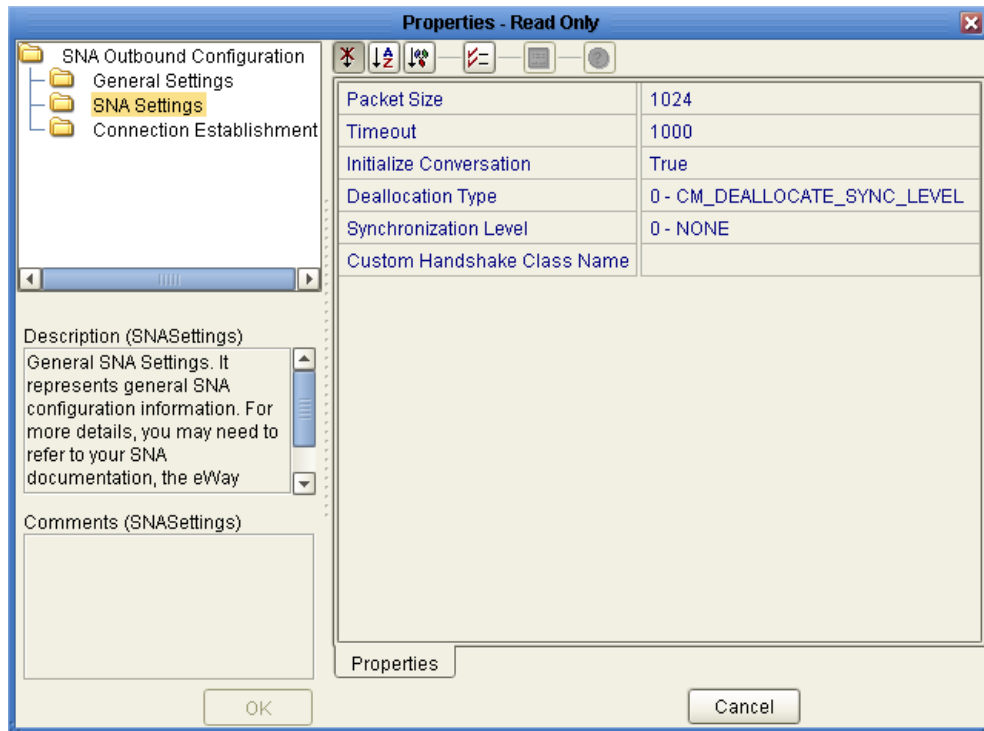 Properties - Read Only
SNA Outbound Configuration
General Settings
SNA Settings
Connection Establishment
Description (SNASettings)
General SNA Settings. It
represents general SNA
configuration information. For
more details, you may need to
refer to your SNA
documentation, the eWay
Comments (SNASettings)
OK
Packet Size 1024
Timeout 1000
Initialize Conversation True
Deallocation Type 0 - CM_DEALLOCATE_SYNC_LEVEL
Synchronization Level 0 - NONE
Custom Handshake Class Name
Properties
Cancel